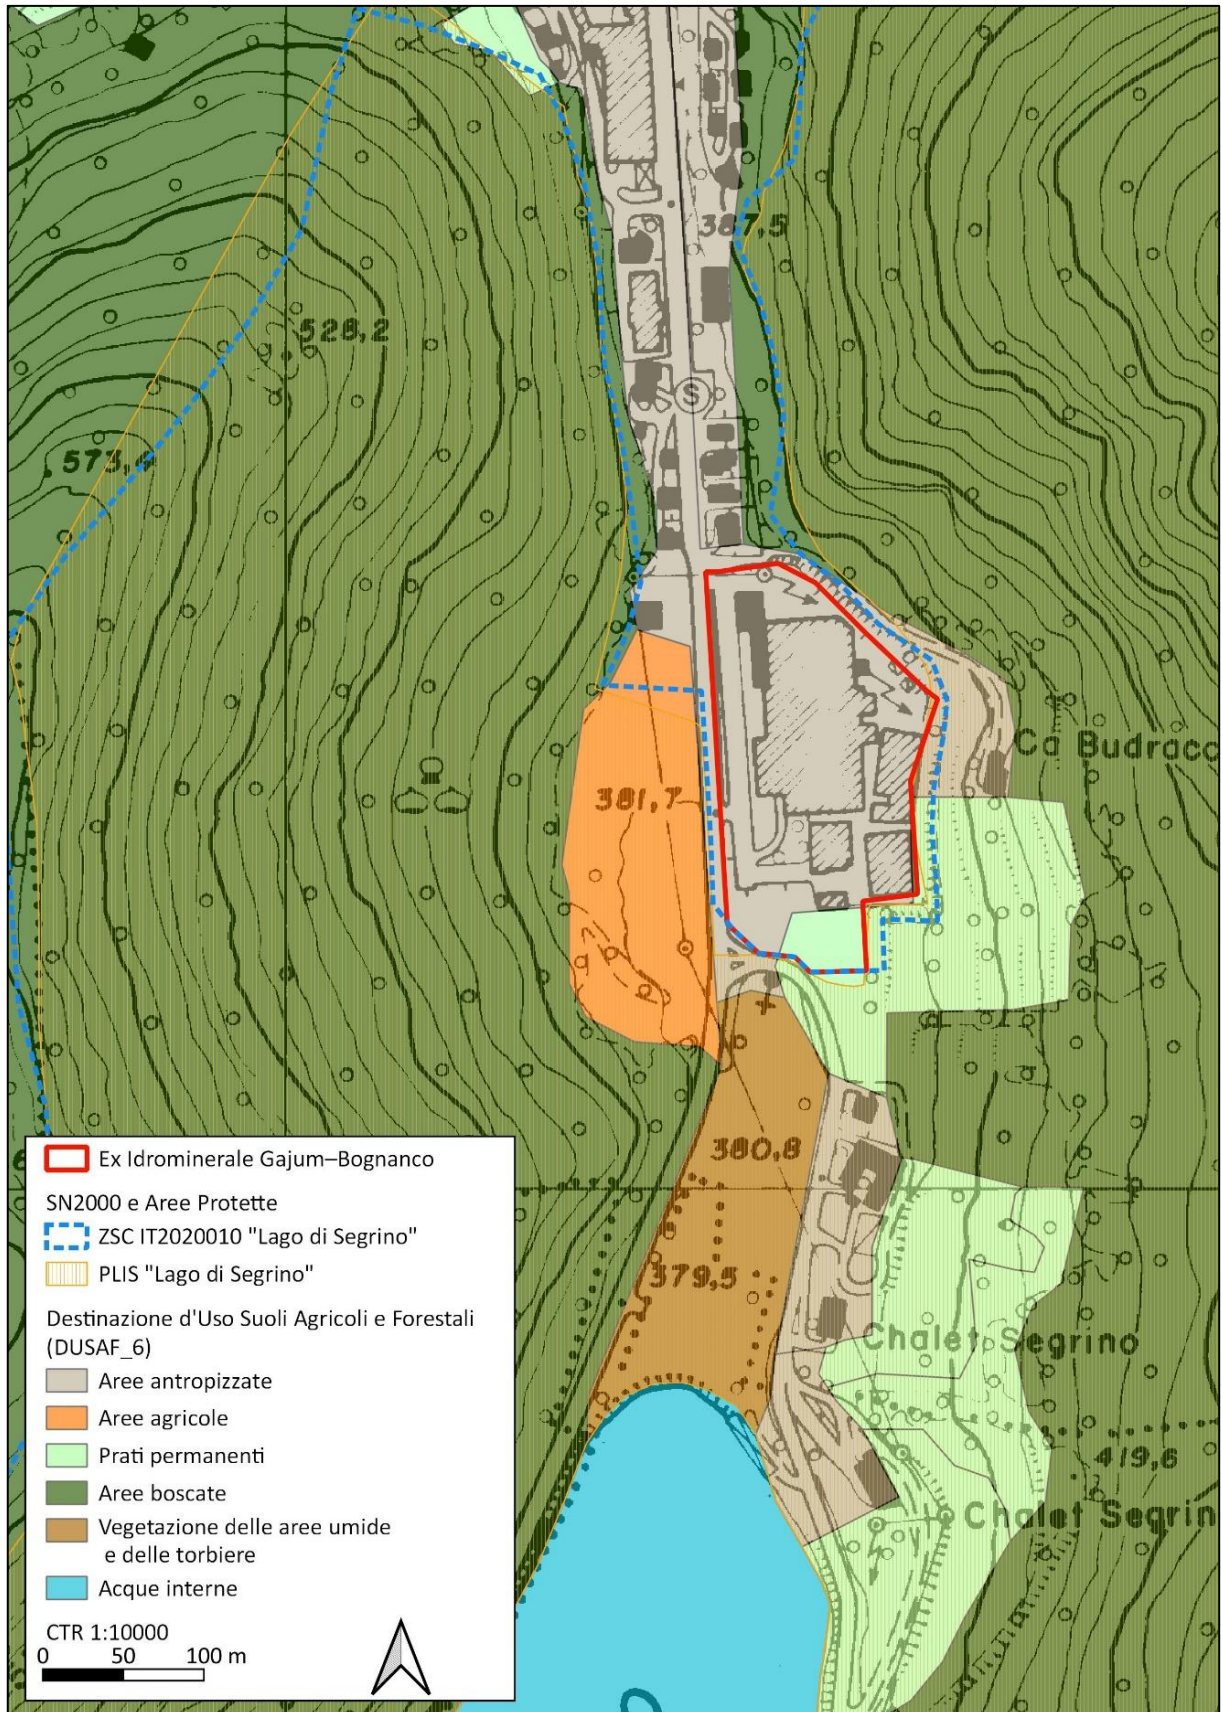 387,5
528,2
S
573,4
Ca Budracc
381,7
Ex Idrominerale Gajum–Bognanco
380,8
SN2000 e Aree Protette
ZSC IT2020010 "Lago di Segrino"
PLIS "Lago di Segrino"
379,5
Destinazione d'Uso Suoli Agricoli e Forestali
(DUSAF_6)
Chalet Segrino
Aree antropizzate
Aree agricole
Prati permanenti
419,6
Aree boscate
Chalet Segrin
Vegetazione delle aree umide
e delle torbiere
Acque interne
CTR 1:10000
0 50 100 m